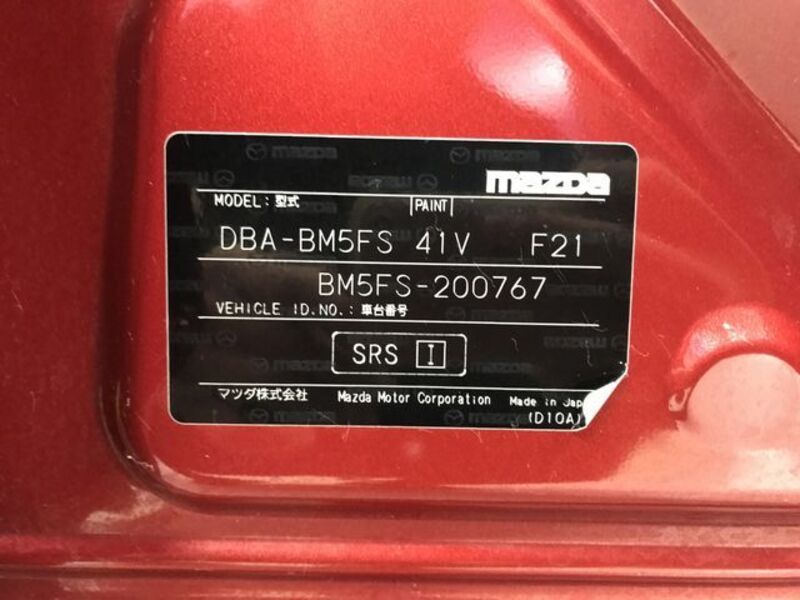 mazda
MODEL: 型式 PAINT
DBA-BM5FS 41V F21
BM5FS-200767
VEHICLE ID.NO.: 車台番号
SRS I
マツダ株式会社 Mazda Motor Corporation Made in Jap
(D10A)